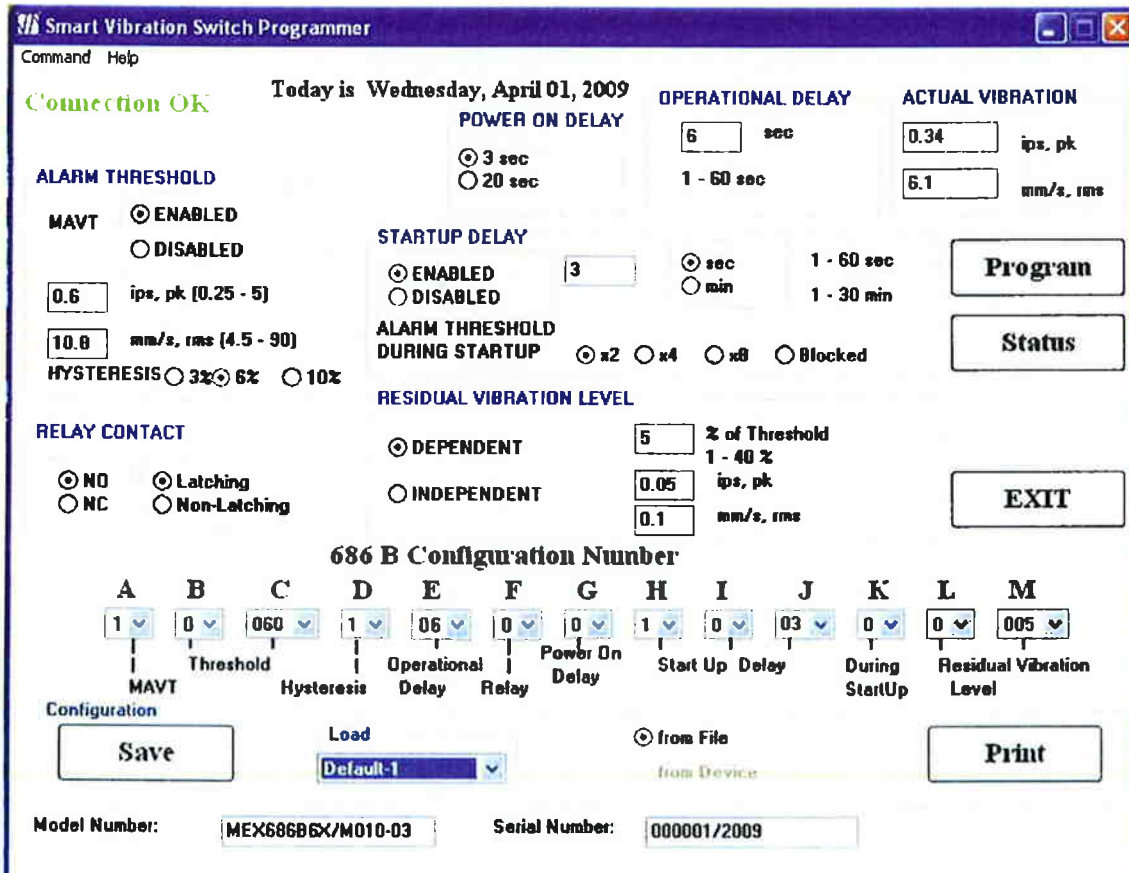 Smart Vibration Switch Programmer
Command Help
Connection OK
Today is Wednesday, April 01, 2009
POWER ON DELAY
3 sec
20 sec
OPERATIONAL DELAY
6 sec
1 - 60 sec
ACTUAL VIBRATION
0.34 ips, pk
6.1 mm/s, rms
ALARM THRESHOLD
MAVT ENABLED
DISABLED
0.6 ips, pk (0.25 - 5)
10.8 mm/s, rms (4.5 - 90)
HYSTERESIS 3% 6% 10%
STARTUP DELAY
ENABLED 3 sec 1 - 60 sec
DISABLED min 1 - 30 min
ALARM THRESHOLD
DURING STARTUP x2 x4 x8 Blocked
Program
Status
RESIDUAL VIBRATION LEVEL
DEPENDENT 5 % of Threshold
1 - 40 %
INDEPENDENT 0.05 ips, pk
0.1 mm/s, rms
RELAY CONTACT
NO Latching
NC Non-Latching
EXIT
686 B Configuration Number
A B C D E F G H I J K L M
1 0 060 1 06 0 0 1 0 03 0 0 005
MAVT
Threshold
Hysteresis
Operational
Delay
Relay
Power On
Delay
Start Up Delay
During
StartUp
Residual Vibration
Level
Configuration
Save
Load
Default-1
from File
from Device
Print
Model Number: MEX686B6X/M010-03 Serial Number: 000001/2009